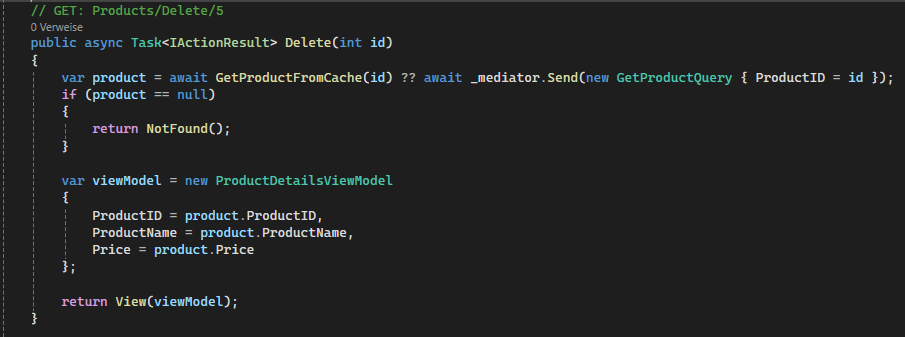 // GET: Products/Delete/5
0 Verweise
public async Task<IActionResult> Delete(int id)
{
var product = await GetProductFromCache(id) ?? await _mediator.Send(new GetProductQuery { ProductID = id });
if (product == null)
{
return NotFound();
}
var viewModel = new ProductDetailsViewModel
{
ProductID = product.ProductID,
ProductName = product.ProductName,
Price = product.Price
};
return View(viewModel);
}